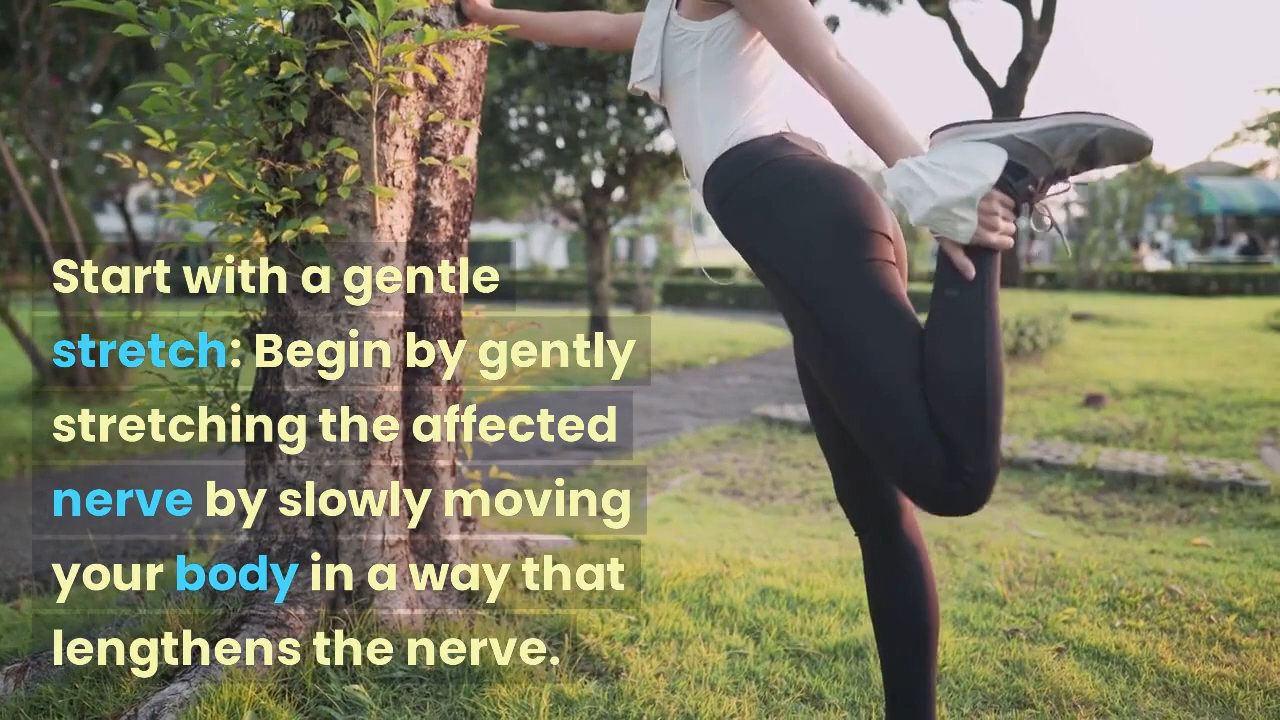 Start with a gentle
stretch: Begin by gently
stretching the affected
nerve by slowly moving
your body in a way that
lengthens the nerve.